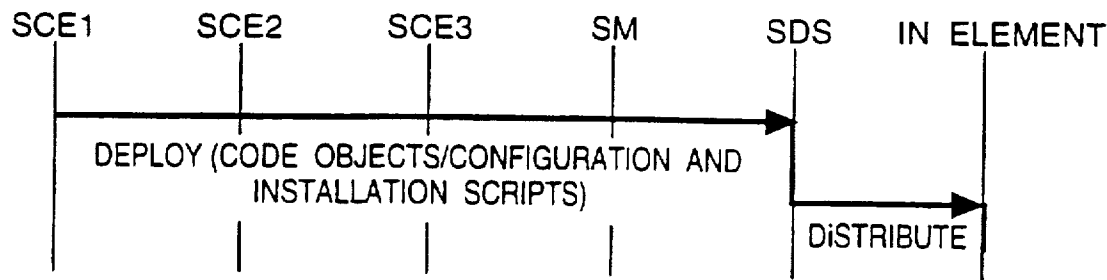 SCE1 SCE2 SCE3 SM SDS IN ELEMENT
DEPLOY (CODE OBJECTS/CONFIGURATION AND
INSTALLATION SCRIPTS)
DiSTRIBUTE